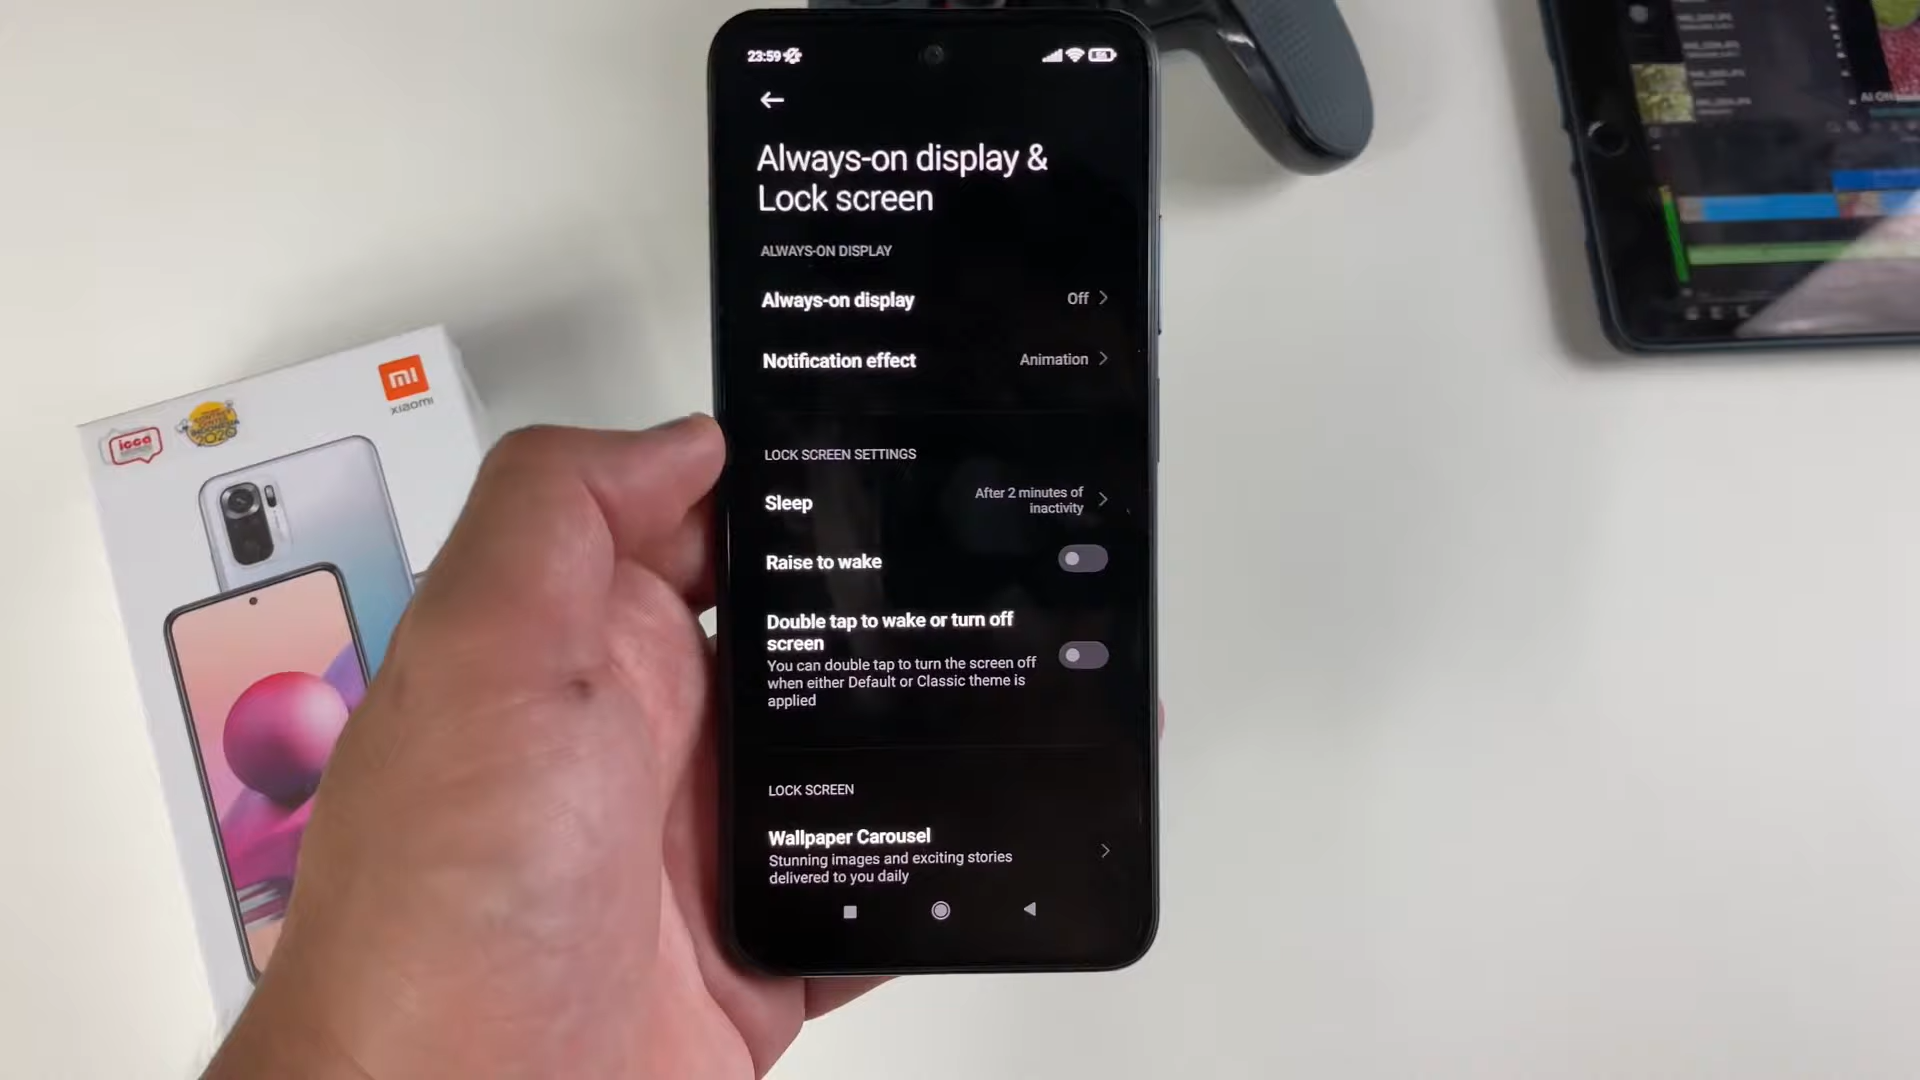 23:59
Always-on display &
Lock screen
ALWAYS-ON DISPLAY
Always-on display
Off
Notification effect
Animation
LOCK SCREEN SETTINGS
Sleep
After 2 minutes of
inactivity
Raise to wake
Double tap to wake or turn off
screen
You can double tap to turn the screen off
when either Default or Classic theme is
applied
LOCK SCREEN
Wallpaper Carousel
Stunning images and exciting stories
delivered to you daily
mi
xiaomi
icca
INDONESIA
2020